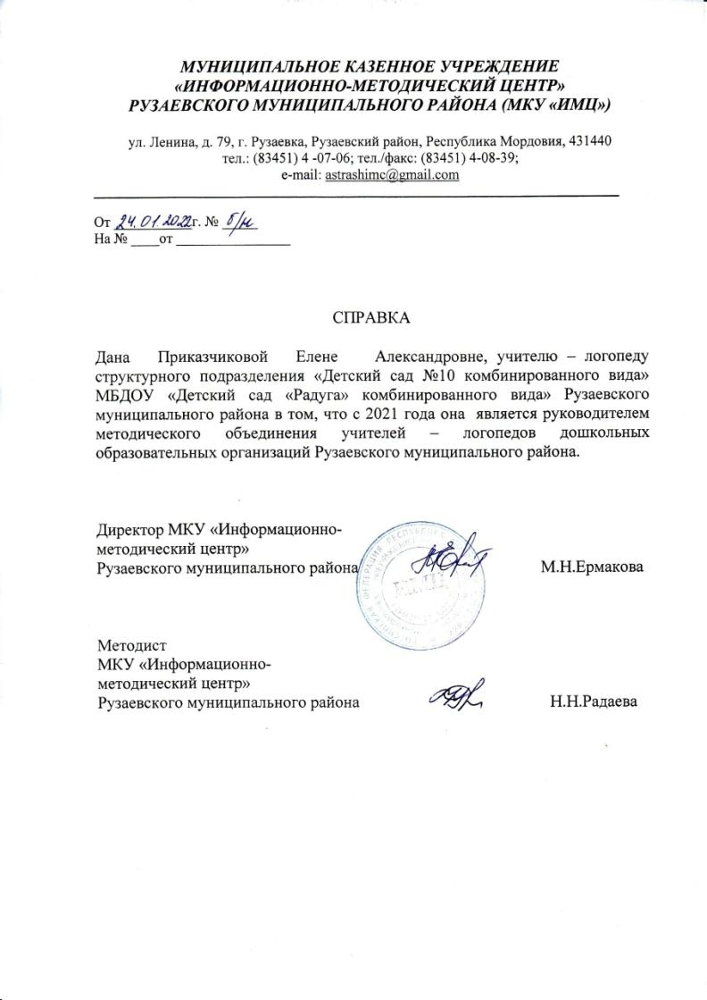 МУНИЦИПАЛЬНОЕ КАЗЕННОЕ УЧРЕЖДЕНИЕ
«ИНФОРМАЦИОННО-МЕТОДИЧЕСКИЙ ЦЕНТР»
РУЗАЕВСКОГО МУНИЦИПАЛЬНОГО РАЙОНА (МКУ «ИМЦ»)
ул. Ленина, д. 79, г. Рузаевка, Рузаевский район, Республика Мордовия, 431440
тел.: (83451) 4 -07-06; тел./факс: (83451) 4-08-39;
e-mail: astrashimc@gmail.com
От 24.01.2022г. № б/н
На № ____от ________________
СПРАВКА
Дана Приказчиковой Елене Александровне, учителю – логопеду
структурного подразделения «Детский сад №10 комбинированного вида»
МБДОУ «Детский сад «Радуга» комбинированного вида» Рузаевского
муниципального района в том, что с 2021 года она является руководителем
методического объединения учителей – логопедов дошкольных
образовательных организаций Рузаевского муниципального района.
Директор МКУ «Информационно-
методический центр»
Рузаевского муниципального района М.Н.Ермакова
Методист
МКУ «Информационно-
методический центр»
Рузаевского муниципального района Н.Н.Радаева